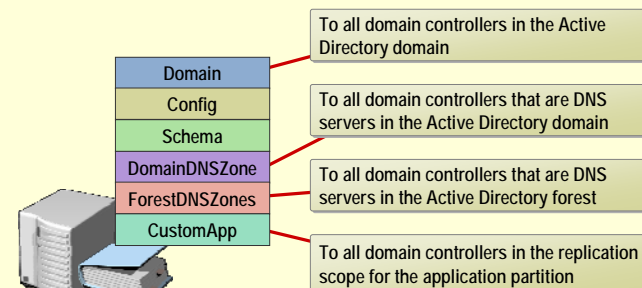 To all domain controllers in the Active
Directory domain
Domain
Config
Schema
DomainDNSZone
ForestDNSZones
CustomApp
To all domain controllers that are DNS
servers in the Active Directory domain
To all domain controllers that are DNS
servers in the Active Directory forest
To all domain controllers in the replication
scope for the application partition